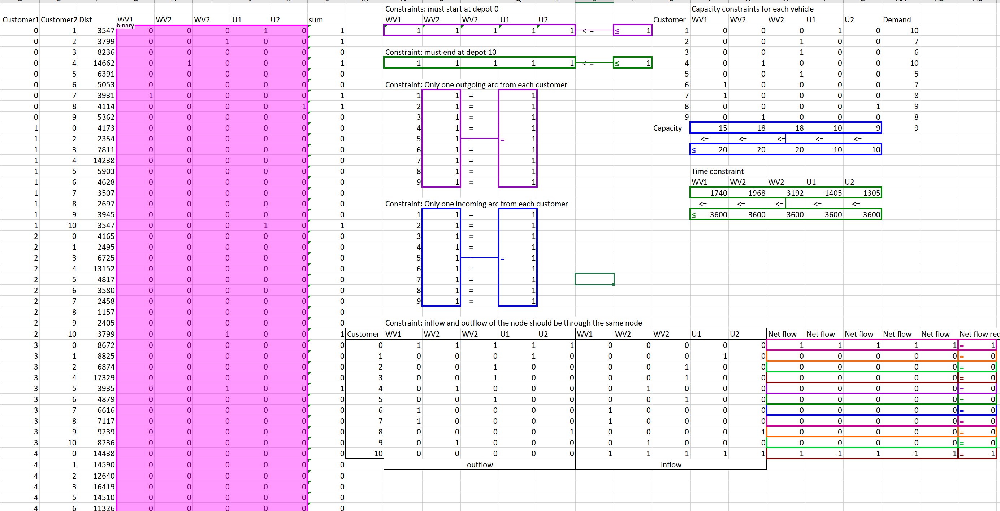 Constraints: must start at depot 0 Capacity constraints for each vehicle
Customer1 Customer2 Dist WV1 WV2 WV2 U1 U2 sum WV1 WV2 WV2 U1 U2 Customer WV1 WV2 WV2 U1 U2 Demand
binary
0 1 3547 0 0 0 1 0 1 1 1 1 1 1 < – ≤ 1 1 0 0 0 1 0 10
0 2 3799 0 0 1 0 0 1 2 0 0 1 0 0 7
0 3 8236 0 0 0 0 0 0 Constraint: must end at depot 10 3 0 0 1 0 0 6
0 4 14662 0 1 0 0 0 1 1 1 1 1 1 < – ≤ 1 4 0 1 0 0 0 10
0 5 6391 0 0 0 0 0 0 5 0 0 1 0 0 5
0 6 5053 0 0 0 0 0 0 Constraint: Only one outgoing arc from each customer 6 1 0 0 0 0 7
0 7 3931 1 0 0 0 0 1 1 1 = 1 7 1 0 0 0 0 8
0 8 4114 0 0 0 0 1 1 2 1 = 1 8 0 0 0 0 1 9
0 9 5362 0 0 0 0 0 0 3 1 = 1 9 0 1 0 0 0 8
1 0 4173 0 0 0 0 0 0 4 1 = 1 Capacity 15 18 18 10 9 9
1 2 2354 0 0 0 0 0 0 5 1 – = 1 <= <= <= <= <=
1 3 7811 0 0 0 0 0 0 6 1 = 1 ≤ 20 20 20 10 10
1 4 14238 0 0 0 0 0 0 7 1 = 1
1 5 5903 0 0 0 0 0 0 8 1 = 1 Time constraint
1 6 4628 0 0 0 0 0 0 9 1 = 1 WV1 WV2 WV2 U1 U2
1 7 3507 0 0 0 0 0 0 1740 1968 3192 1405 1305
1 8 2697 0 0 0 0 0 0 Constraint: Only one incoming arc from each customer <= <= <= <= <=
1 9 3945 0 0 0 0 0 0 1 1 = 1 ≤ 3600 3600 3600 3600 3600
1 10 3547 0 0 0 1 0 1 2 1 = 1
2 0 4165 0 0 0 0 0 0 3 1 = 1
2 1 2495 0 0 0 0 0 0 4 1 = 1
2 3 6725 0 0 0 0 0 0 5 1 – = 1
2 4 13152 0 0 0 0 0 0 6 1 = 1
2 5 4817 0 0 0 0 0 0 7 1 = 1
2 6 3580 0 0 0 0 0 0 8 1 = 1
2 7 2458 0 0 0 0 0 0 9 1 = 1
2 8 1157 0 0 0 0 0 0
2 9 2405 0 0 0 0 0 0 Constraint: inflow and outflow of the node should be through the same node
2 10 3799 0 0 1 0 0 1 Customer WV1 WV2 WV2 U1 U2 WV1 WV2 WV2 U1 U2 Net flow Net flow Net flow Net flow Net flow Net flow req
3 0 8672 0 0 0 0 0 0 0 1 1 1 1 1 0 0 0 0 0 1 1 1 1 1 = 1
3 1 8825 0 0 0 0 0 0 1 0 0 0 1 0 0 0 0 1 0 0 0 0 0 0 = 0
3 2 6874 0 0 0 0 0 0 2 0 0 1 0 0 0 0 1 0 0 0 0 0 0 0 = 0
3 4 17329 0 0 0 0 0 0 3 0 0 1 0 0 0 0 1 0 0 0 0 0 0 0 = 0
3 5 3935 0 0 1 0 0 1 4 0 1 0 0 0 0 1 0 0 0 0 0 0 0 0 = 0
3 6 4879 0 0 0 0 0 0 5 0 0 1 0 0 0 0 1 0 0 0 0 0 0 0 = 0
3 7 6616 0 0 0 0 0 0 6 1 0 0 0 0 1 0 0 0 0 0 0 0 0 0 = 0
3 8 7117 0 0 0 0 0 0 7 1 0 0 0 0 1 0 0 0 0 0 0 0 0 0 = 0
3 9 9239 0 0 0 0 0 0 8 0 0 0 0 1 0 0 0 0 1 0 0 0 0 0 = 0
3 10 8236 0 0 0 0 0 0 9 0 1 0 0 0 0 1 0 0 0 0 0 0 0 0 = 0
4 0 14438 0 0 0 0 0 0 10 0 0 0 0 0 1 1 1 1 1 -1 -1 -1 -1 -1 = -1
4 1 14590 0 0 0 0 0 0 outflow inflow
4 2 12640 0 0 0 0 0 0
4 3 16419 0 0 0 0 0 0
4 5 14510 0 0 0 0 0 0
4 6 11326 0 0 0 0 0 0